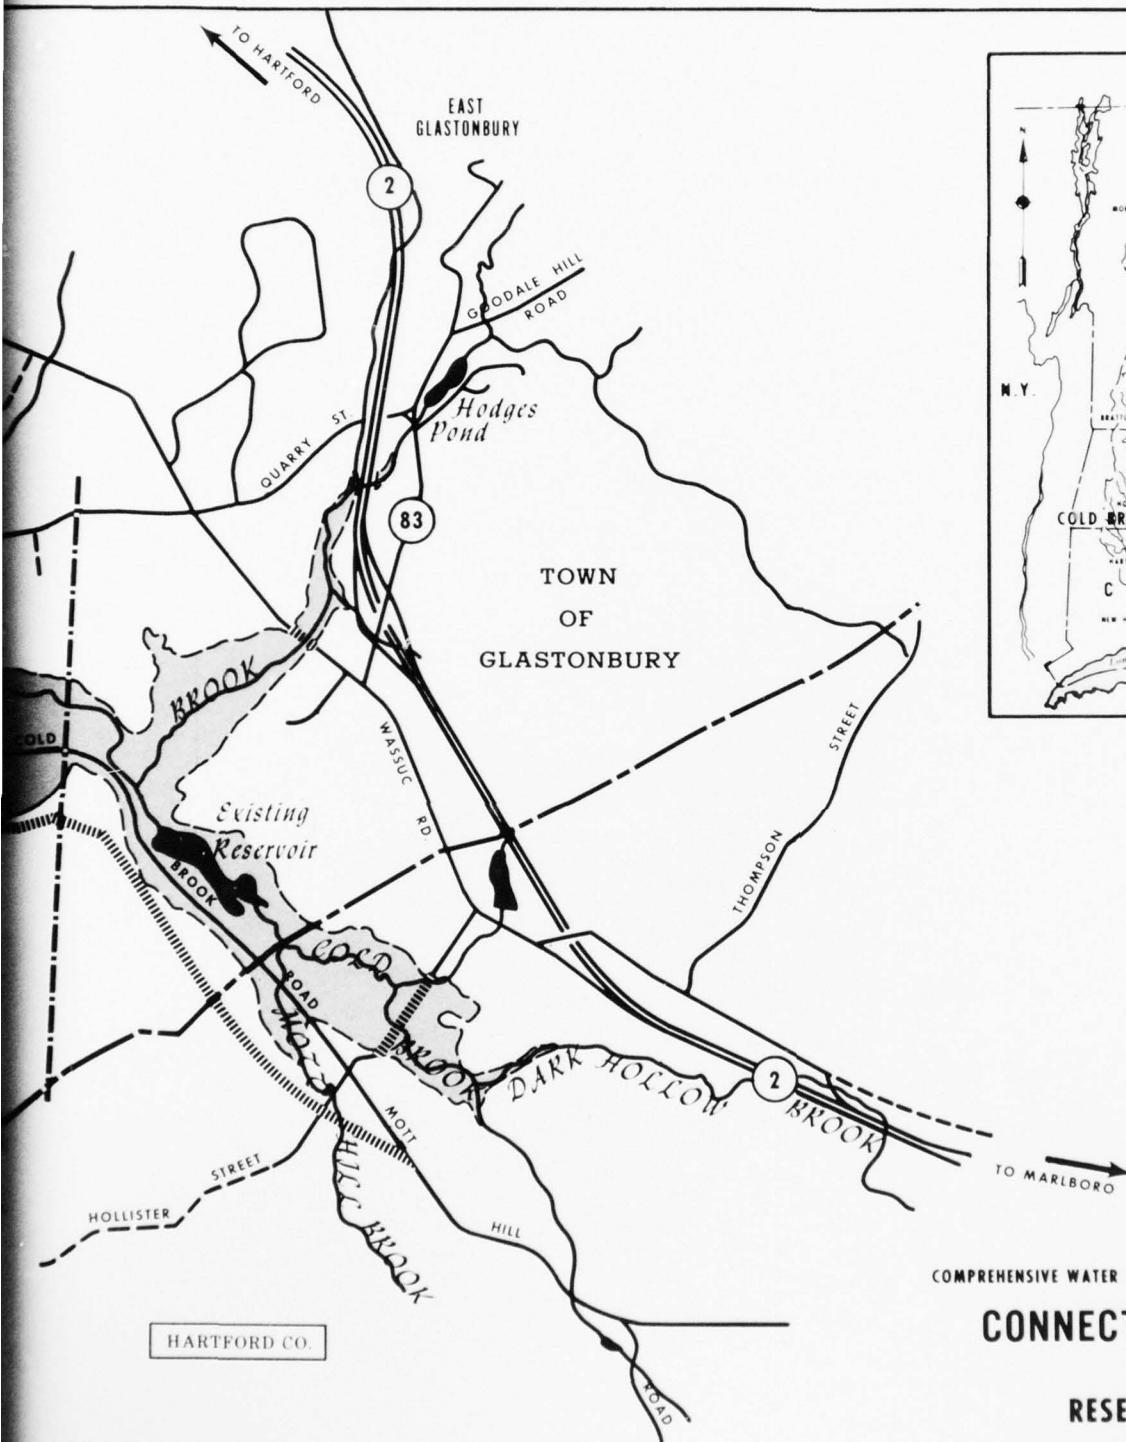 TO HARTFORD
EAST
GLASTONBURY
2
GOODALE HILL
ROAD
N
N.Y.
Hodges
Pond
QUARRY ST.
83
COLD BR
C
TOWN
OF
GLASTONBURY
BROOK
COLD
WASSUC RD.
STREET
THOMPSON
Existing
Reservoir
BROOK
COLD
ROAD
MOTT
BROOK
DARK HOLLOW
2
BROOK
MOTT
HILL BROOK
STREET
HOLLISTER
HILL
TO MARLBORO
COMPREHENSIVE WATER
CONNECT
HARTFORD CO.
ROAD
RESE